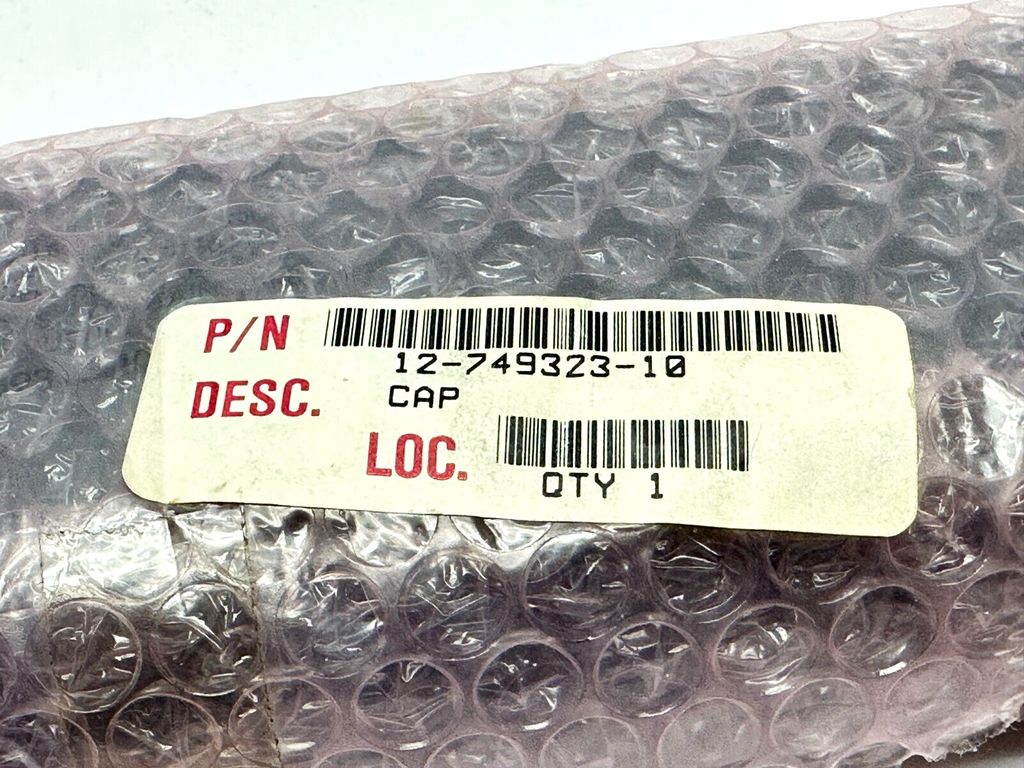 P/N
12-749323-10
DESC. CAP
LOC.
QTY 1